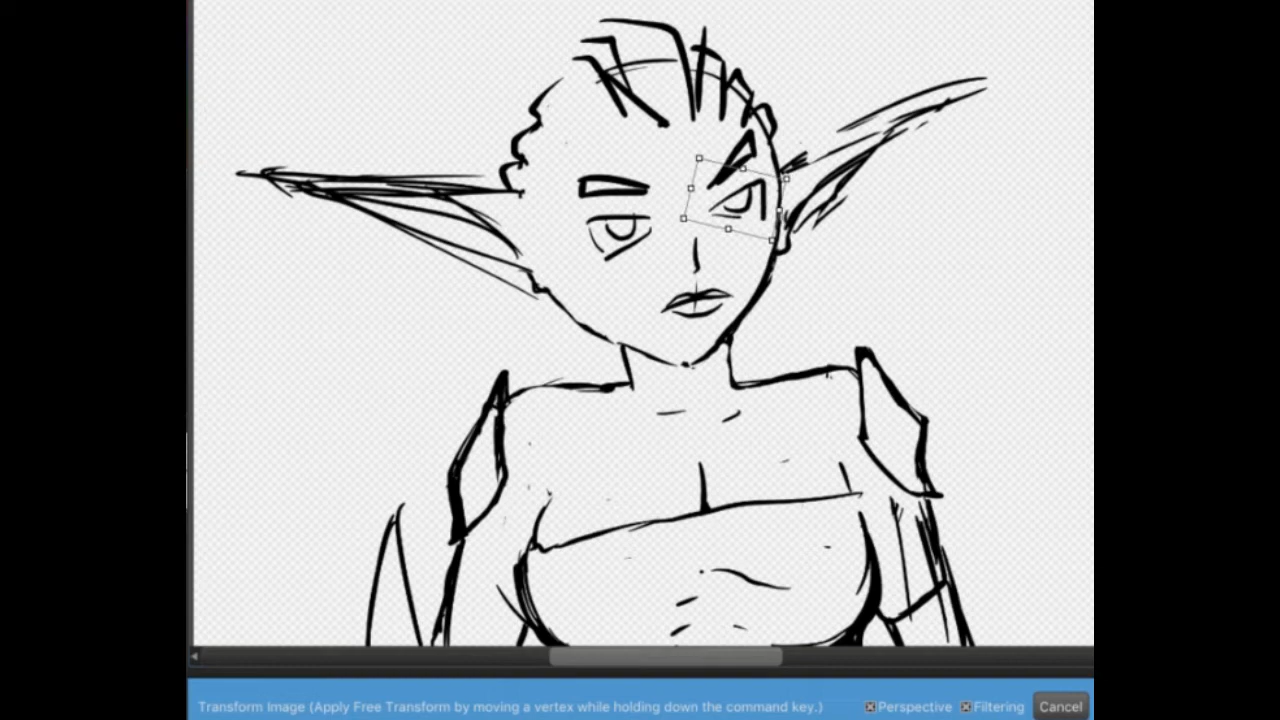 Transform Image (Apply Free Transform by moving a vertex while holding down the command key.) Perspective Filtering Cancel